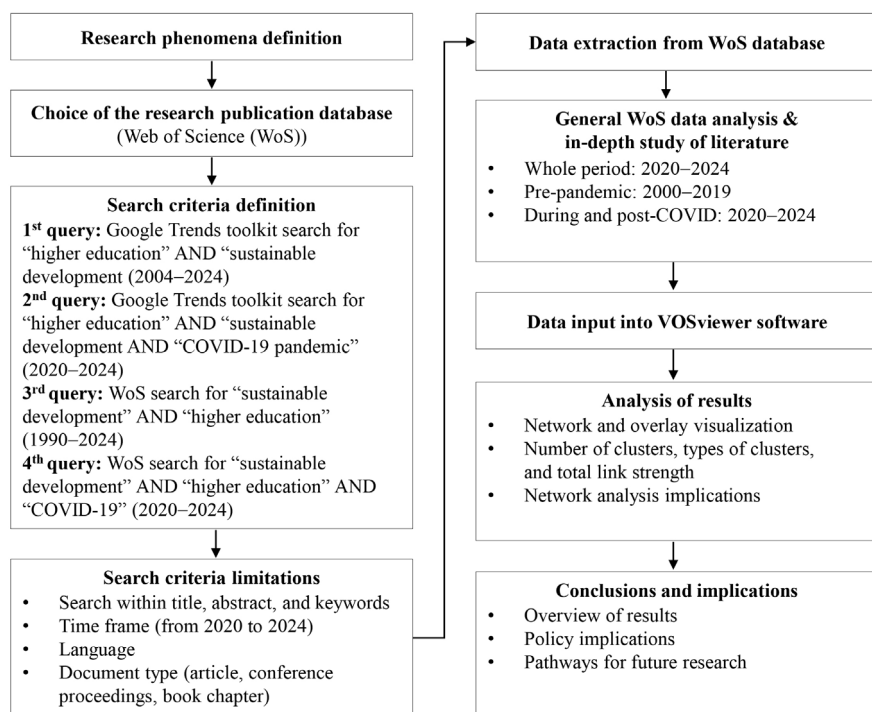 Research phenomena definition
Choice of the research publication database
(Web of Science (WoS))
Search criteria definition
1st query: Google Trends toolkit search for
“higher education” AND “sustainable
development (2004–2024)
2nd query: Google Trends toolkit search for
“higher education” AND “sustainable
development AND “COVID-19 pandemic”
(2020–2024)
3rd query: WoS search for “sustainable
development” AND “higher education”
(1990–2024)
4th query: WoS search for “sustainable
development” AND “higher education” AND
“COVID-19” (2020–2024)
Search criteria limitations
• Search within title, abstract, and keywords
• Time frame (from 2020 to 2024)
• Language
• Document type (article, conference
proceedings, book chapter)
Data extraction from WoS database
General WoS data analysis &
in-depth study of literature
• Whole period: 2020–2024
• Pre-pandemic: 2000–2019
• During and post-COVID: 2020–2024
Data input into VOSviewer software
Analysis of results
• Network and overlay visualization
• Number of clusters, types of clusters,
and total link strength
• Network analysis implications
Conclusions and implications
• Overview of results
• Policy implications
• Pathways for future research